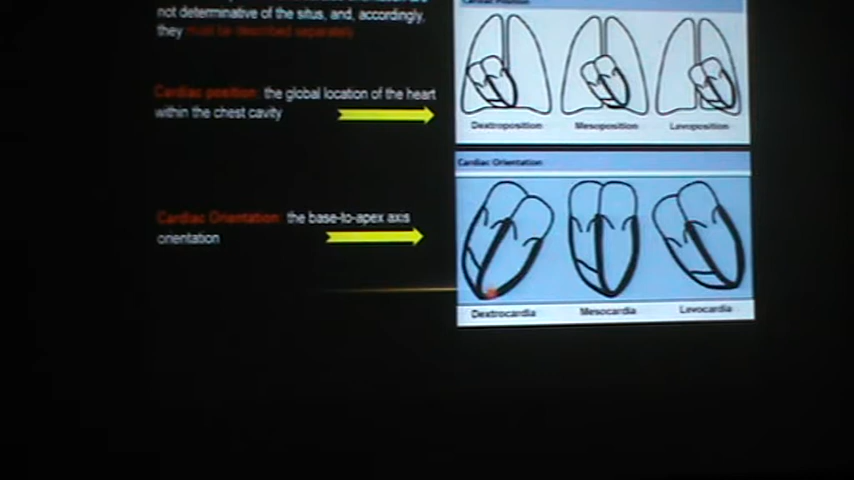 not determinative of the situs, and, accordingly,
they must be described separately
Cardiac position: the global location of the heart
within the chest cavity
Cardiac Orientation: the base-to-apex axis
orientation
Cardiac Position
Dextroposition
Mesoposition
Levoposition
Cardiac Orientation
Dextrocardia
Mesocardia
Levocardia